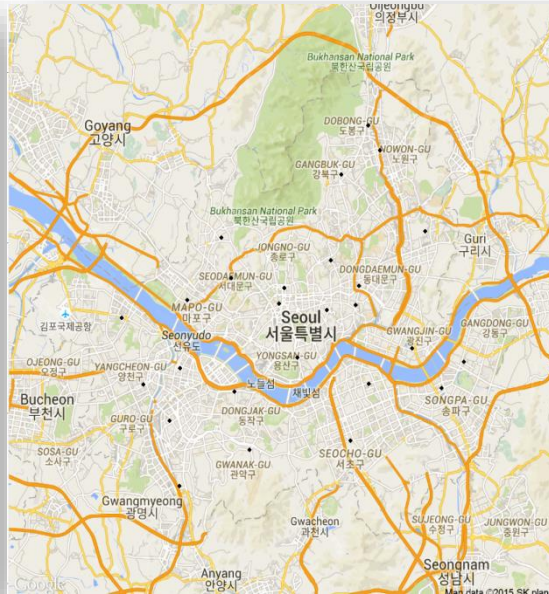 Uijeongbu
의정부시
Bukhansan National Park
북한산국립공원
Goyang
고양시
DOBONG-GU
도봉구
NOWON-GU
노원구
GANGBUK-GU
강북구
Bukhansan National Park
북한산국립공원
JONGNO-GU
종로구
Guri
구리시
SEODAEMUN-GU
서대문구
DONGDAEMUN-GU
동대문구
MAPO-GU
마포구
Seoul
서울특별시
GANGDONG-GU
강동구
김포국제공항
Seonyudo
선유도
GWANGJIN-GU
광진구
OJEONG-GU
오정구
YANGCHEON-GU
양천구
YONGSAN-GU
용산구
노들섬
새빛섬
Bucheon
부천시
SONGPA-GU
송파구
GURO-GU
구로구
DONGJAK-GU
동작구
SOSA-GU
소사구
GWANAK-GU
관악구
SEOCHO-GU
서초구
Gwangmyeong
광명시
Gwacheon
과천시
SUJEONG-GU
수정구
JUNGWON-GU
중원구
Anyang
안양시
Seongnam
성남시
Google
Map data ©2015 SK plan